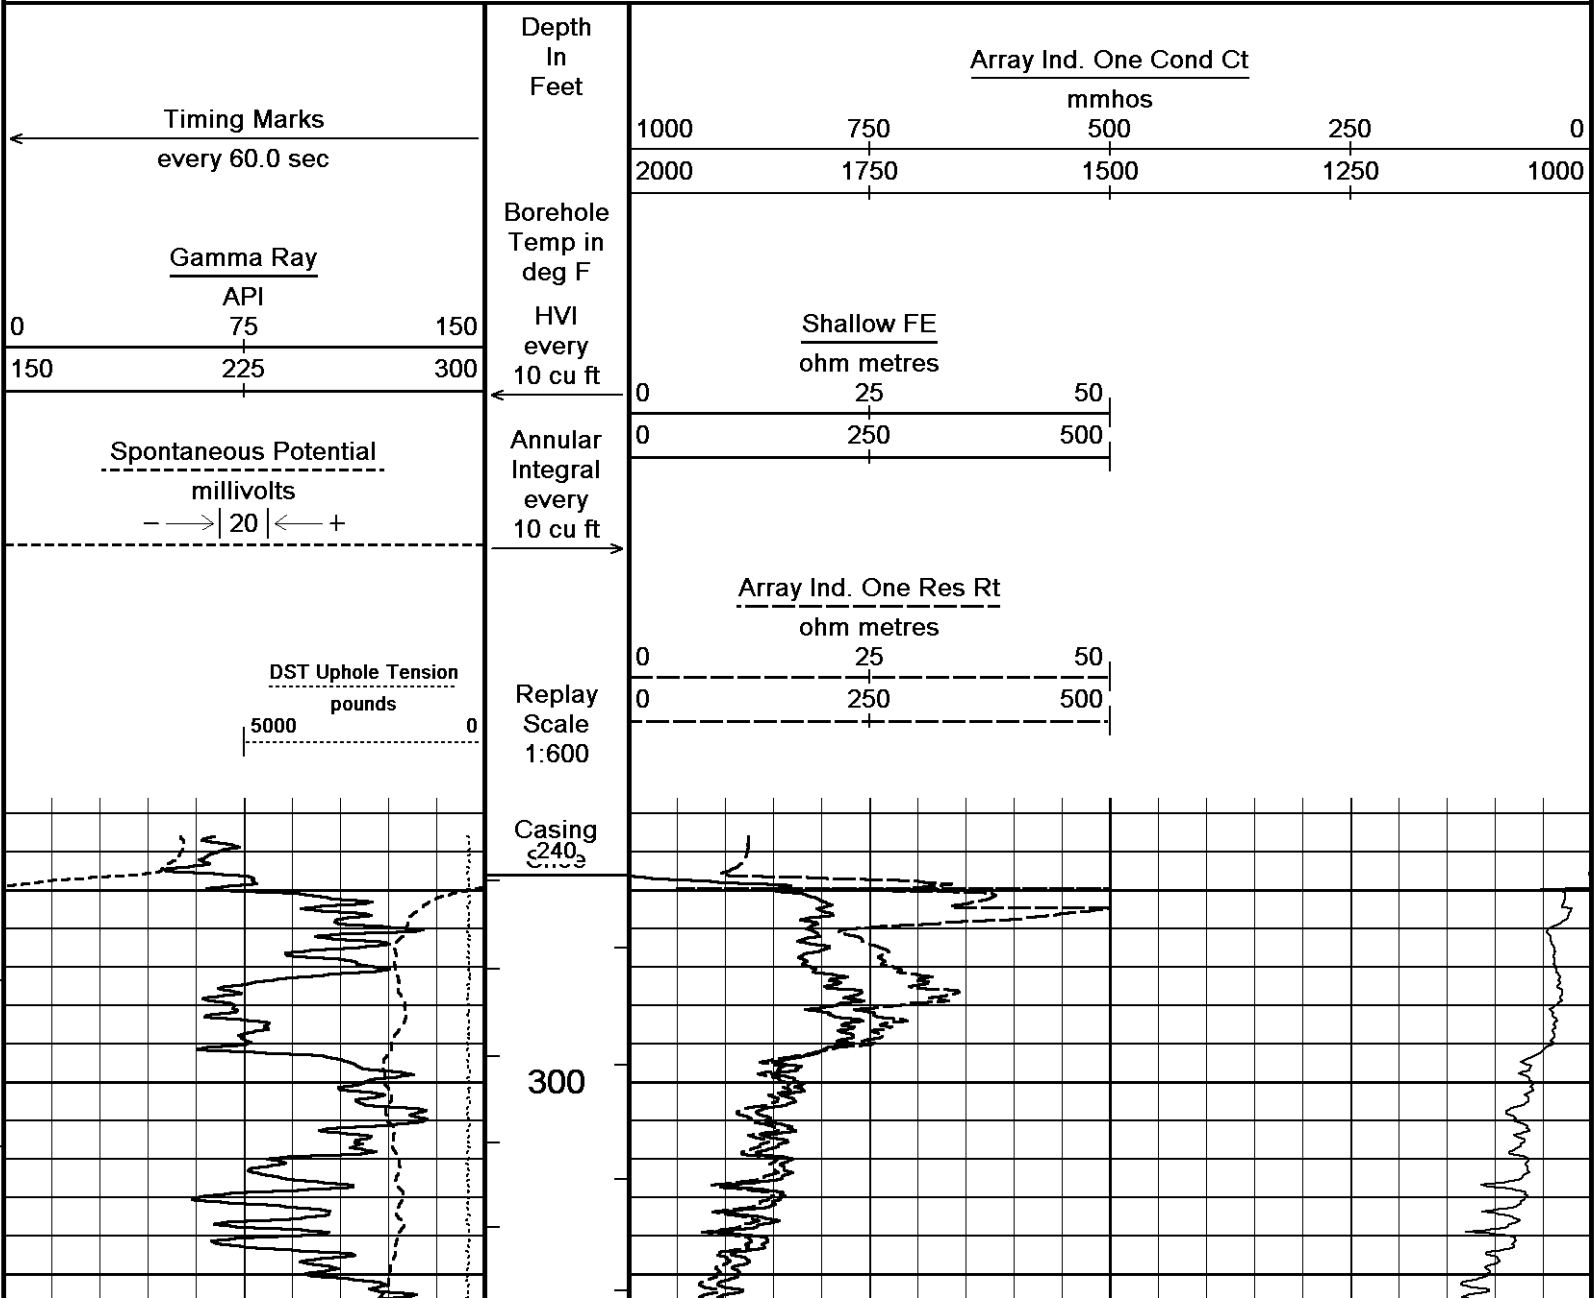 Timing Marks
every 60.0 sec
Gamma Ray
API
0 75 150
150 225 300
Spontaneous Potential
millivolts
− 20 +
DST Uphole Tension
pounds
5000 0
Depth
In
Feet
Borehole
Temp in
deg F
HVI
every
10 cu ft
Annular
Integral
every
10 cu ft
Replay
Scale
1:600
Casing
240
300
Array Ind. One Cond Ct
mmhos
1000 750 500 250 0
2000 1750 1500 1250 1000
Shallow FE
ohm metres
0 25 50
0 250 500
Array Ind. One Res Rt
ohm metres
0 25 50
0 250 500